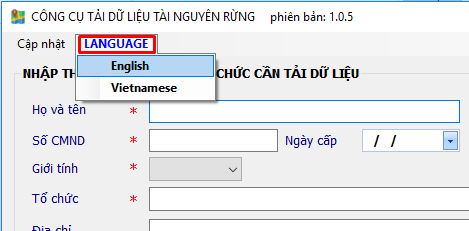 CÔNG CỤ TẢI DỮ LIỆU TÀI NGUYÊN RỪNG phiên bản: 1.0.5
Cập nhật LANGUAGE
English
Vietnamese
NHẬP TH CHỨC CẦN TẢI DỮ LIỆU
Họ và tên *
Số CMND * Ngày cấp / /
Giới tính *
Tổ chức *
Địa chỉ